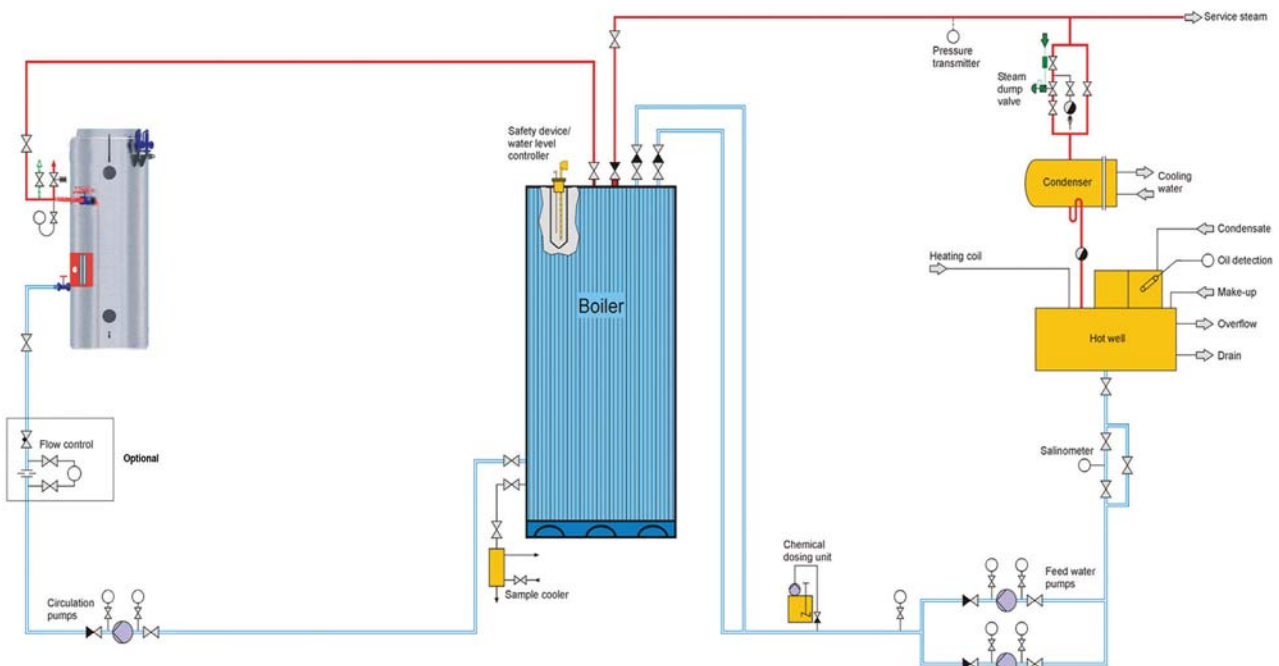 Service steam
Pressure
transmitter
Steam
dump
valve
Safety device/
water level
controller
Condenser
Cooling
water
Condensate
Heating coil
Oil detection
Make-up
Boiler
Overflow
Hot well
Drain
Flow control
Optional
Salinometer
Chemical
dosing unit
Feed water
pumps
Sample cooler
Circulation
pumps